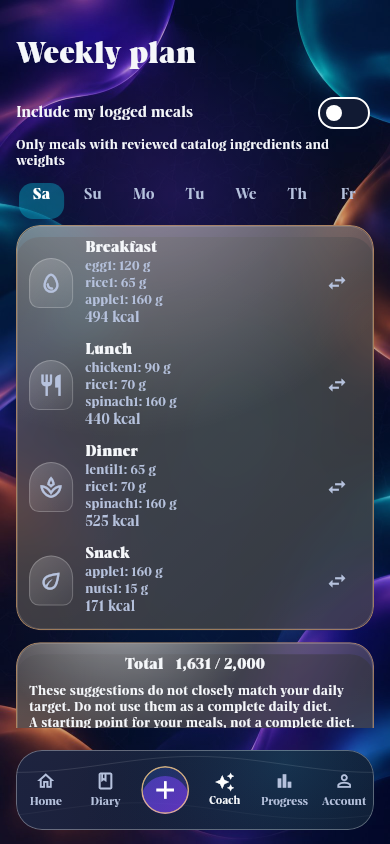 Weekly plan
Include my logged meals
Only meals with reviewed catalog ingredients and
weights
Sa Su Mo Tu We Th Fr
Breakfast
egg1: 120 g
rice1: 65 g
apple1: 160 g
494 kcal
Lunch
chicken1: 90 g
rice1: 70 g
spinach1: 160 g
440 kcal
Dinner
lentil1: 65 g
rice1: 70 g
spinach1: 160 g
525 kcal
Snack
apple1: 160 g
nuts1: 15 g
171 kcal
Total 1,631 / 2,000
These suggestions do not closely match your daily
target. Do not use them as a complete daily diet.
A starting point for your meals, not a complete diet.
Home Diary Coach Progress Account